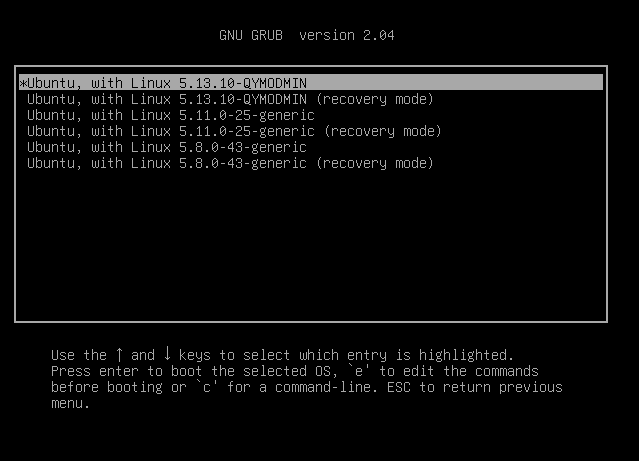 GNU GRUB  version 2.04
*Ubuntu, with Linux 5.13.10-QYMODMIN
Ubuntu, with Linux 5.13.10-QYMODMIN (recovery mode)
Ubuntu, with Linux 5.11.0-25-generic
Ubuntu, with Linux 5.11.0-25-generic (recovery mode)
Ubuntu, with Linux 5.8.0-43-generic
Ubuntu, with Linux 5.8.0-43-generic (recovery mode)
Use the ↑ and ↓ keys to select which entry is highlighted.
Press enter to boot the selected OS, `e' to edit the commands
before booting or `c' for a command-line. ESC to return previous
menu.